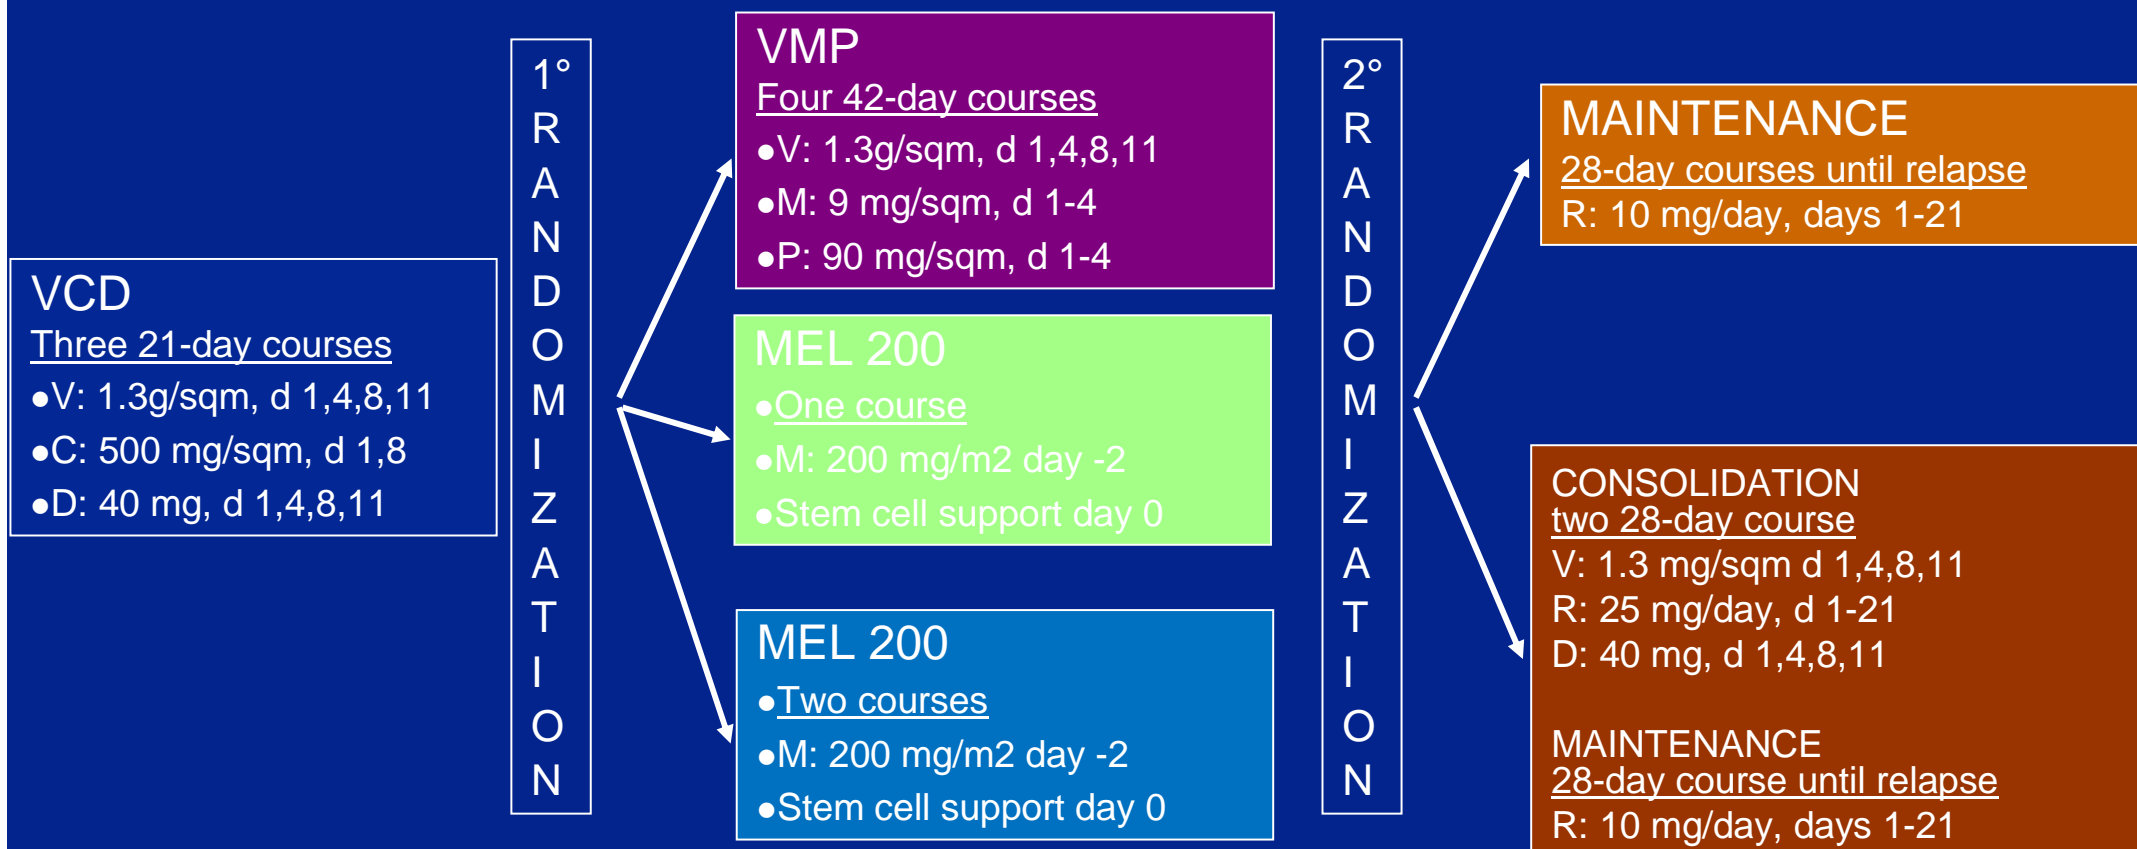 VCD
Three 21-day courses
●V: 1.3g/sqm, d 1,4,8,11
●C: 500 mg/sqm, d 1,8
●D: 40 mg, d 1,4,8,11
1°
R
A
N
D
O
M
I
Z
A
T
I
O
N
VMP
Four 42-day courses
●V: 1.3g/sqm, d 1,4,8,11
●M: 9 mg/sqm, d 1-4
●P: 90 mg/sqm, d 1-4
MEL 200
●One course
●M: 200 mg/m2 day -2
●Stem cell support day 0
MEL 200
●Two courses
●M: 200 mg/m2 day -2
●Stem cell support day 0
2°
R
A
N
D
O
M
I
Z
A
T
I
O
N
MAINTENANCE
28-day courses until relapse
R: 10 mg/day, days 1-21
CONSOLIDATION
two 28-day course
V: 1.3 mg/sqm d 1,4,8,11
R: 25 mg/day, d 1-21
D: 40 mg, d 1,4,8,11
MAINTENANCE
28-day course until relapse
R: 10 mg/day, days 1-21